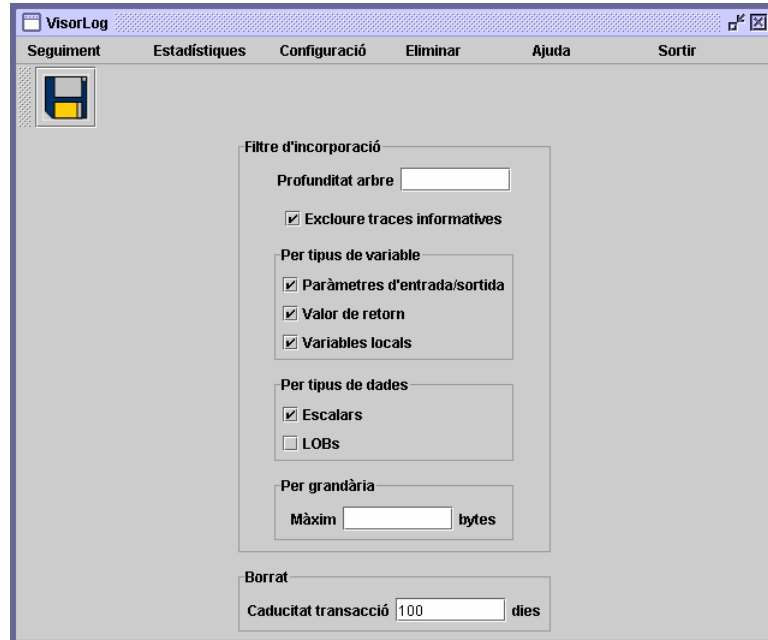 VisorLog
Seguiment Estadístiques Configuració Eliminar Ajuda Sortir
Filtre d'incorporació
Profunditat arbre
Excloure traces informatives
Per tipus de variable
Paràmetres d'entrada/sortida
Valor de retorn
Variables locals
Per tipus de dades
Escalars
LOBs
Per grandària
Màxim bytes
Borrat
Caducitat transacció 100 dies